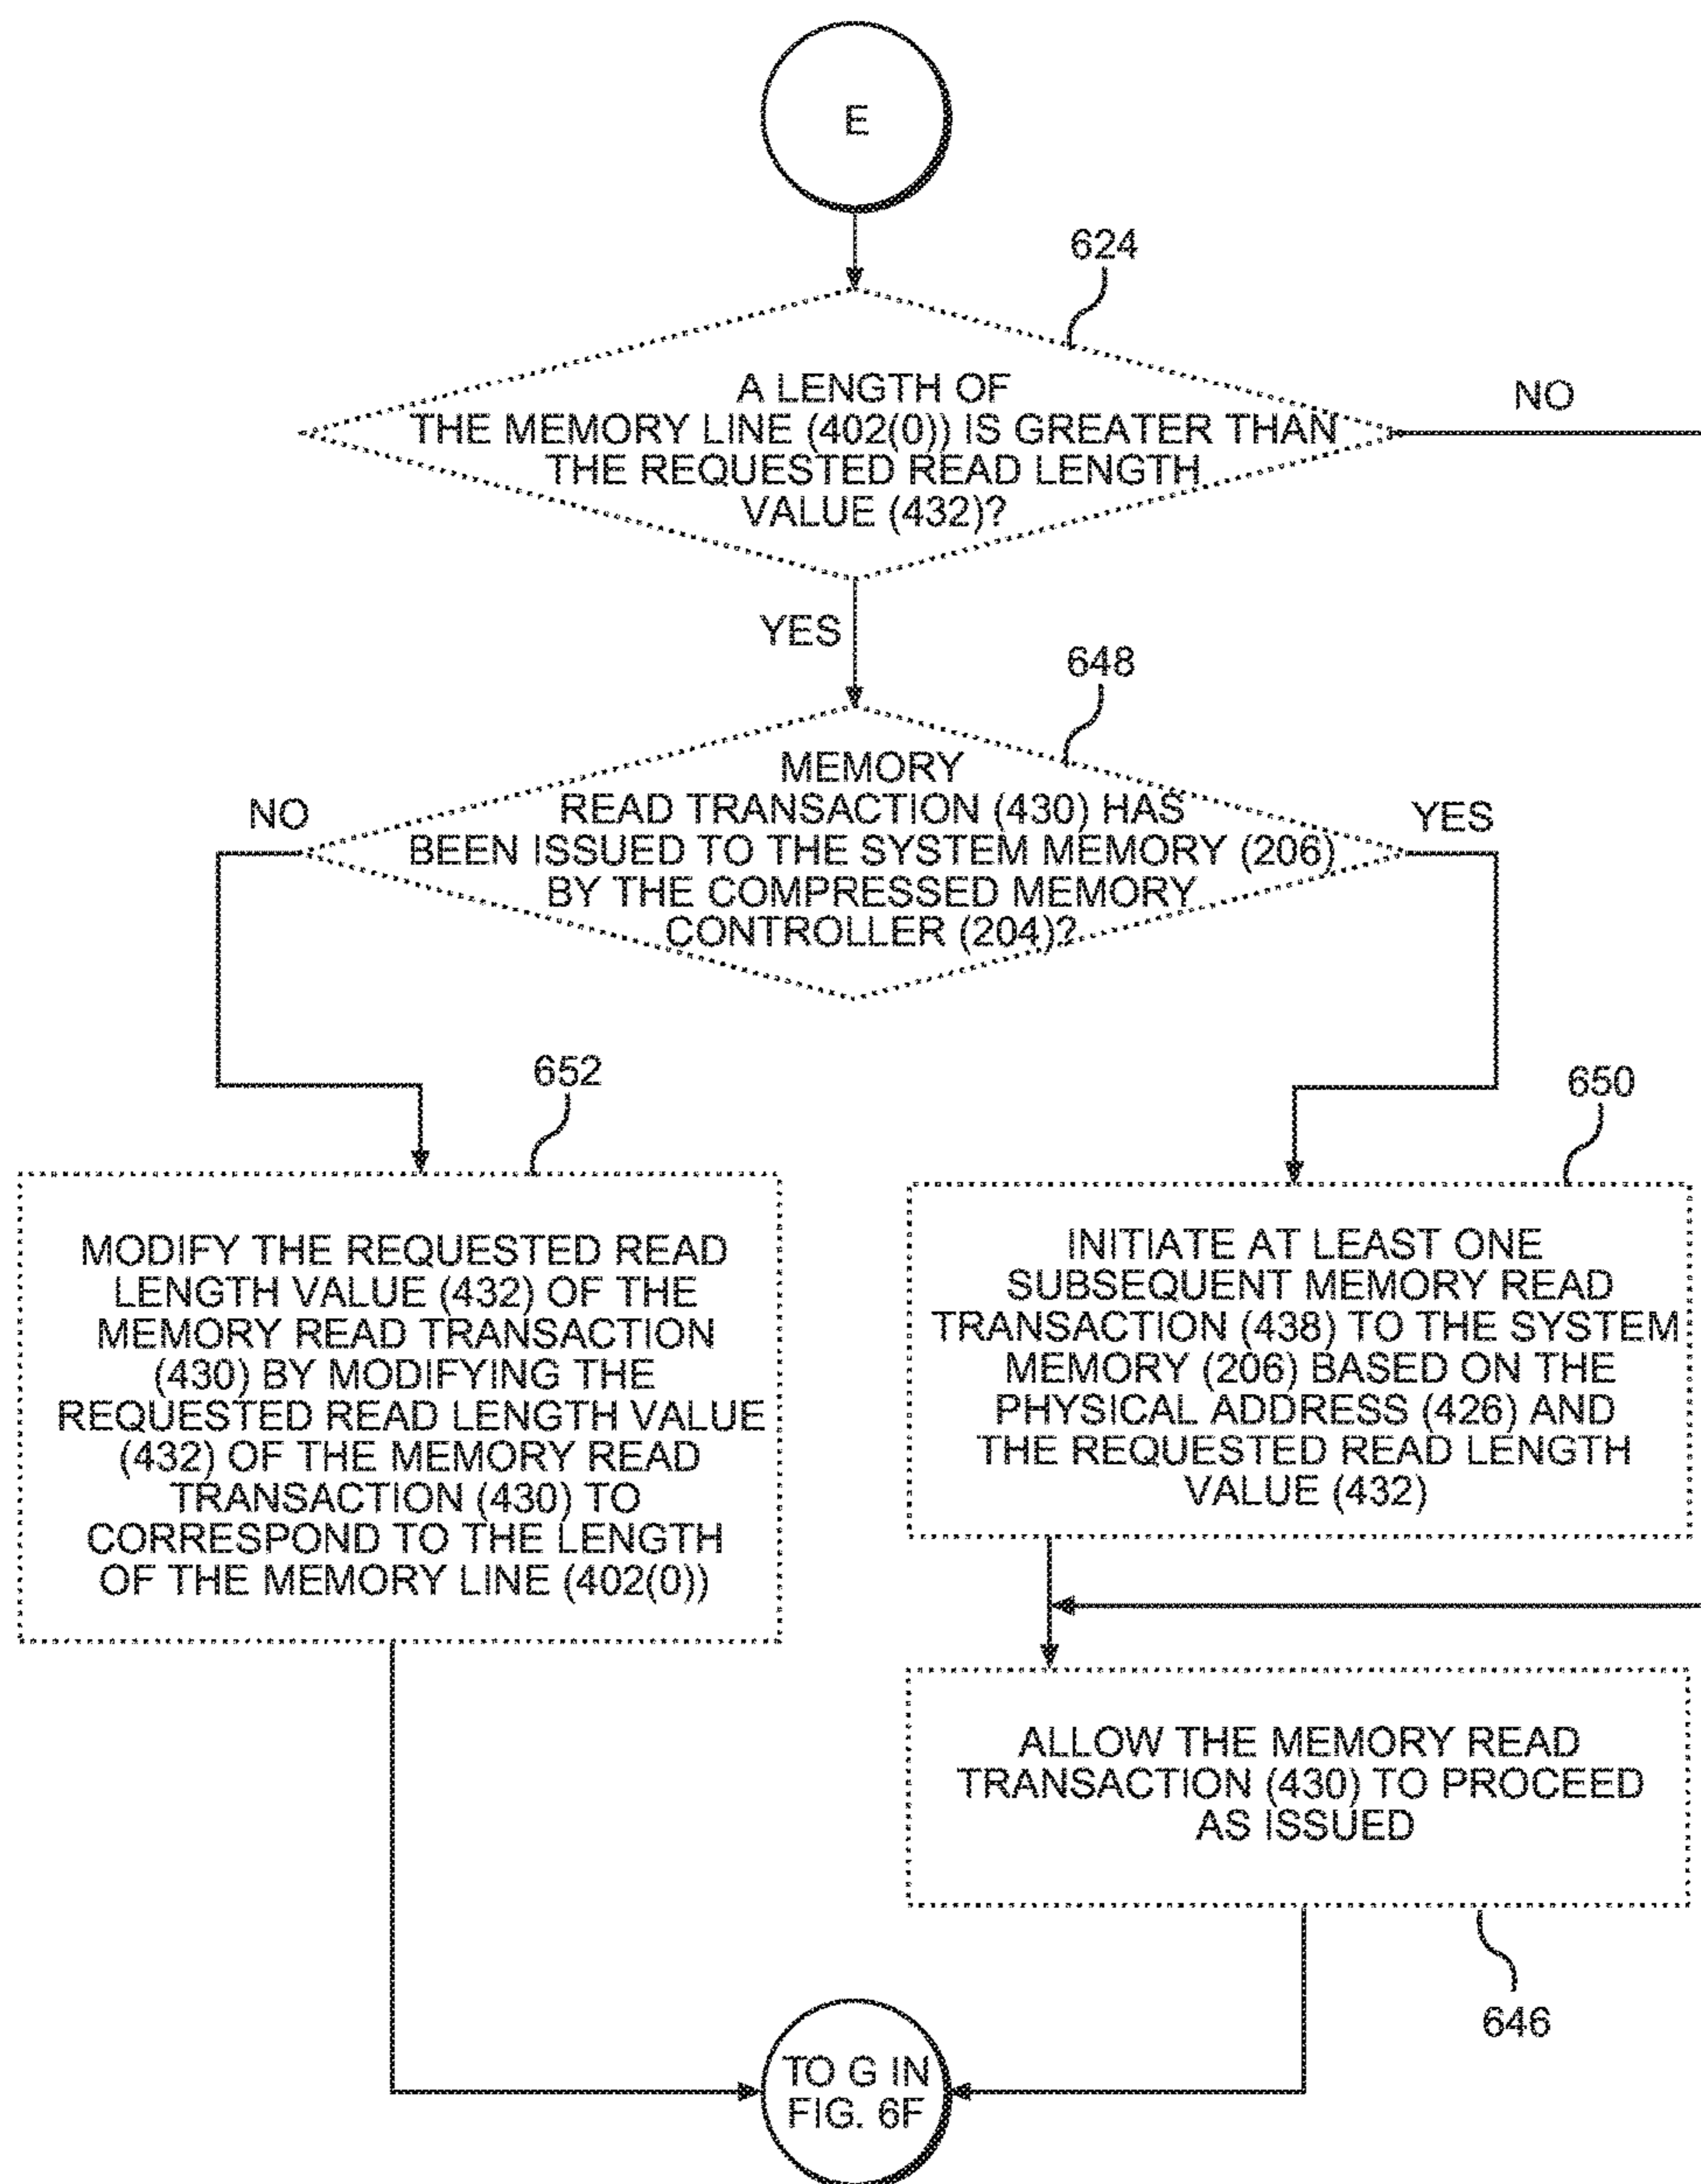 E
624
A LENGTH OF
THE MEMORY LINE (402(0)) IS GREATER THAN
THE REQUESTED READ LENGTH
VALUE (432)?
NO
YES
648
MEMORY
READ TRANSACTION (430) HAS
BEEN ISSUED TO THE SYSTEM MEMORY (206)
BY THE COMPRESSED MEMORY
CONTROLLER (204)?
NO
YES
652
MODIFY THE REQUESTED READ
LENGTH VALUE (432) OF THE
MEMORY READ TRANSACTION
(430) BY MODIFYING THE
REQUESTED READ LENGTH VALUE
(432) OF THE MEMORY READ
TRANSACTION (430) TO
CORRESPOND TO THE LENGTH
OF THE MEMORY LINE (402(0))
650
INITIATE AT LEAST ONE
SUBSEQUENT MEMORY READ
TRANSACTION (438) TO THE SYSTEM
MEMORY (206) BASED ON THE
PHYSICAL ADDRESS (426) AND
THE REQUESTED READ LENGTH
VALUE (432)
ALLOW THE MEMORY READ
TRANSACTION (430) TO PROCEED
AS ISSUED
646
TO G IN
FIG. 6F